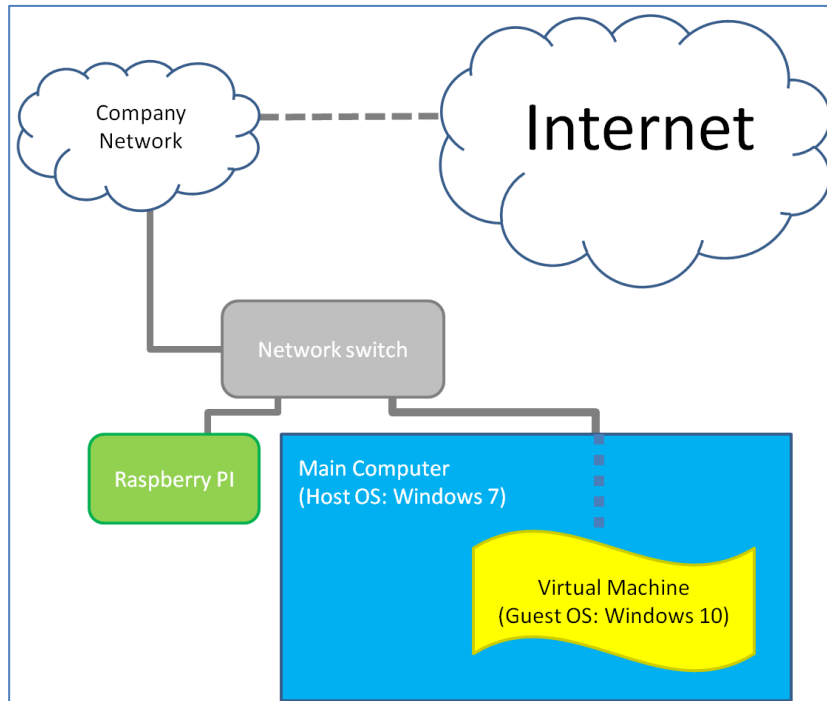 Company
Network
Internet
Network switch
Raspberry PI
Main Computer
(Host OS: Windows 7)
Virtual Machine
(Guest OS: Windows 10)